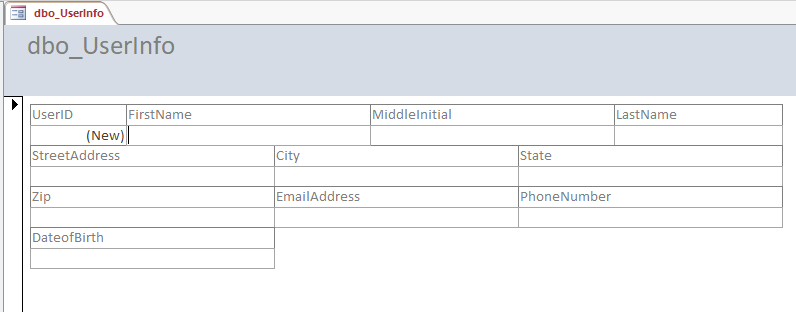 dbo_UserInfo
dbo_UserInfo
UserID FirstName MiddleInitial LastName
(New)
StreetAddress City State
Zip EmailAddress PhoneNumber
DateofBirth